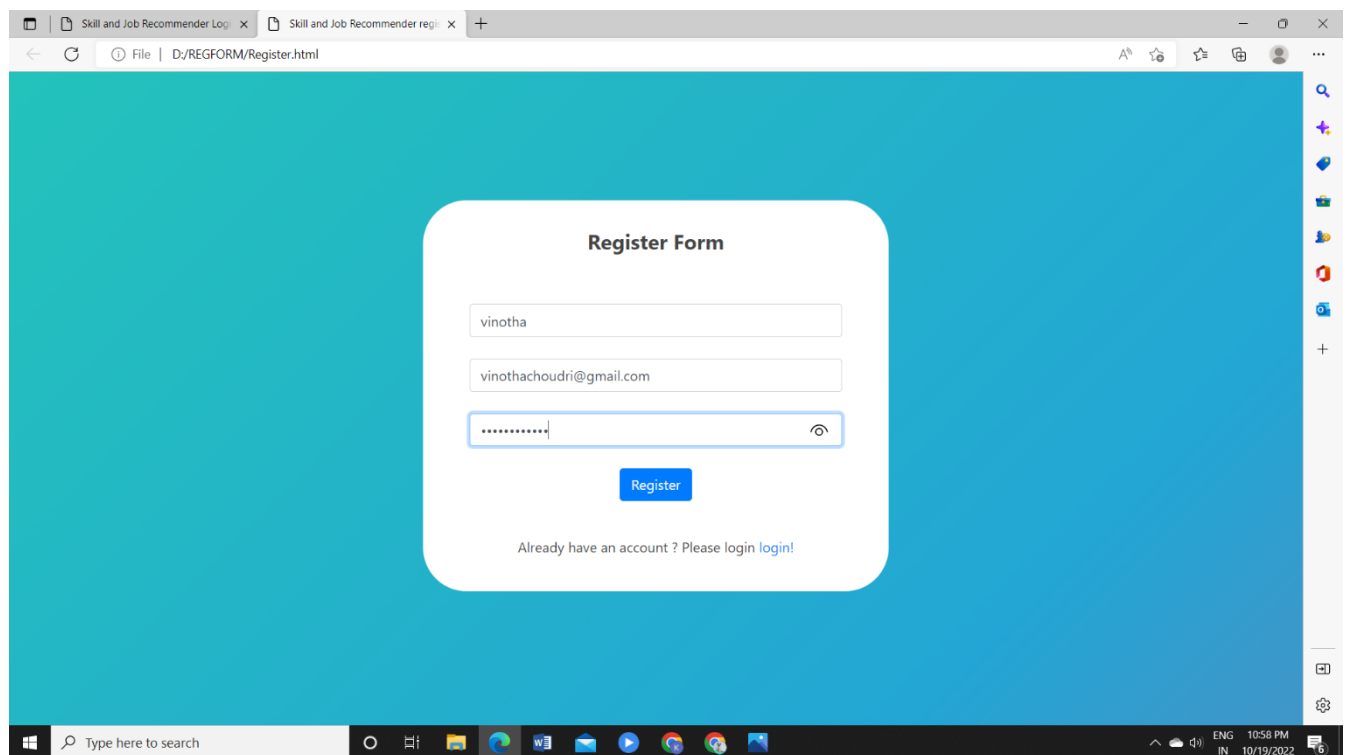 Skill and Job Recommender Logi
Skill and Job Recommender regis
File | D:/REGFORM/Register.html
Register Form
vinotha
vinothachoudri@gmail.com
••••••••••••
Register
Already have an account ? Please login login!
Type here to search
ENG 10:58 PM
IN 10/19/2022
6